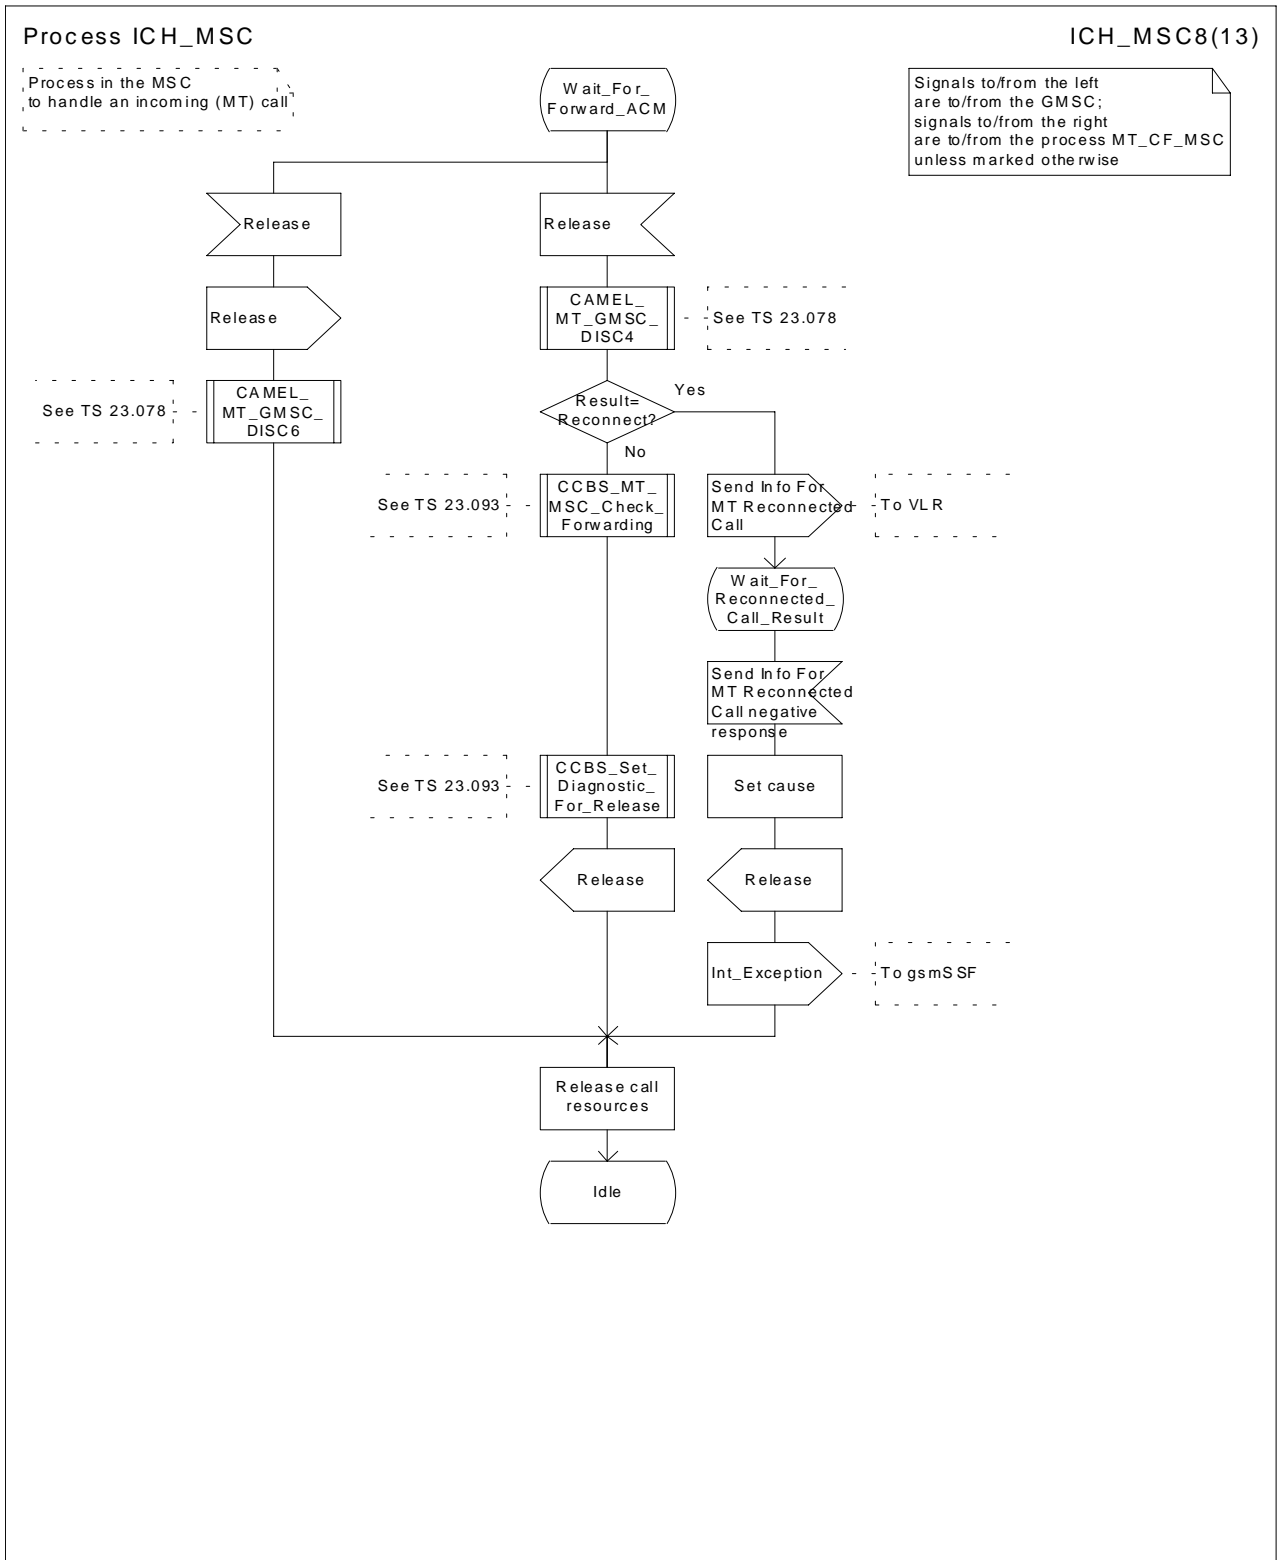 Process ICH_MSC
ICH_MSC8(13)
Process in the MSC
to handle an incoming (MT) call
Wait_For_
Forward_ACM
Signals to/from the left
are to/from the GMSC;
signals to/from the right
are to/from the process MT_CF_MSC
unless marked otherwise
Release
Release
Release
CAMEL_
MT_GMSC_
DISC4
See TS 23.078
See TS 23.078
CAMEL_
MT_GMSC_
DISC6
Result=
Reconnect?
Yes
No
See TS 23.093
CCBS_MT_
MSC_Check_
Forwarding
Send Info For
MT Reconnected
Call
To VLR
Wait_For_
Reconnected_
Call_Result
Send Info For
MT Reconnected
Call negative
response
See TS 23.093
CCBS_Set_
Diagnostic_
For_Release
Set cause
Release
Release
Int_Exception
To gsmSSF
Release call
resources
Idle